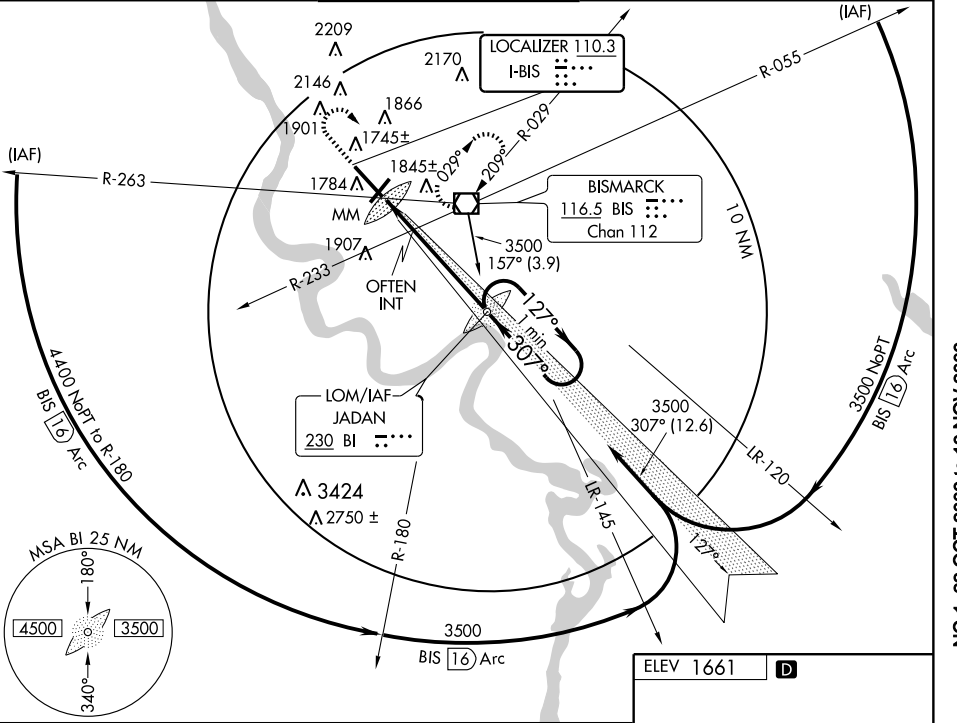 2209
2146
2170
1866
1901
1745±
1845±
1784
MM
1907
LOCALIZER 110.3
I-BIS
(IAF)
R-055
R-029
029°
209°
(IAF)
R-263
BISMARCK
116.5 BIS
Chan 112
10 NM
3500
157° (3.9)
R-233
OFTEN
INT
127°
1 min
307°
4400 NoPT to R-180
BIS 16 Arc
LOM/IAF
JADAN
230 BI
3500
307° (12.6)
3500 NoPT
BIS 16 Arc
LR-120
LR-145
127°
3424
2750 ±
R-180
MSA BI 25 NM
180°
4500
3500
340°
3500
BIS 16 Arc
ELEV 1661
D